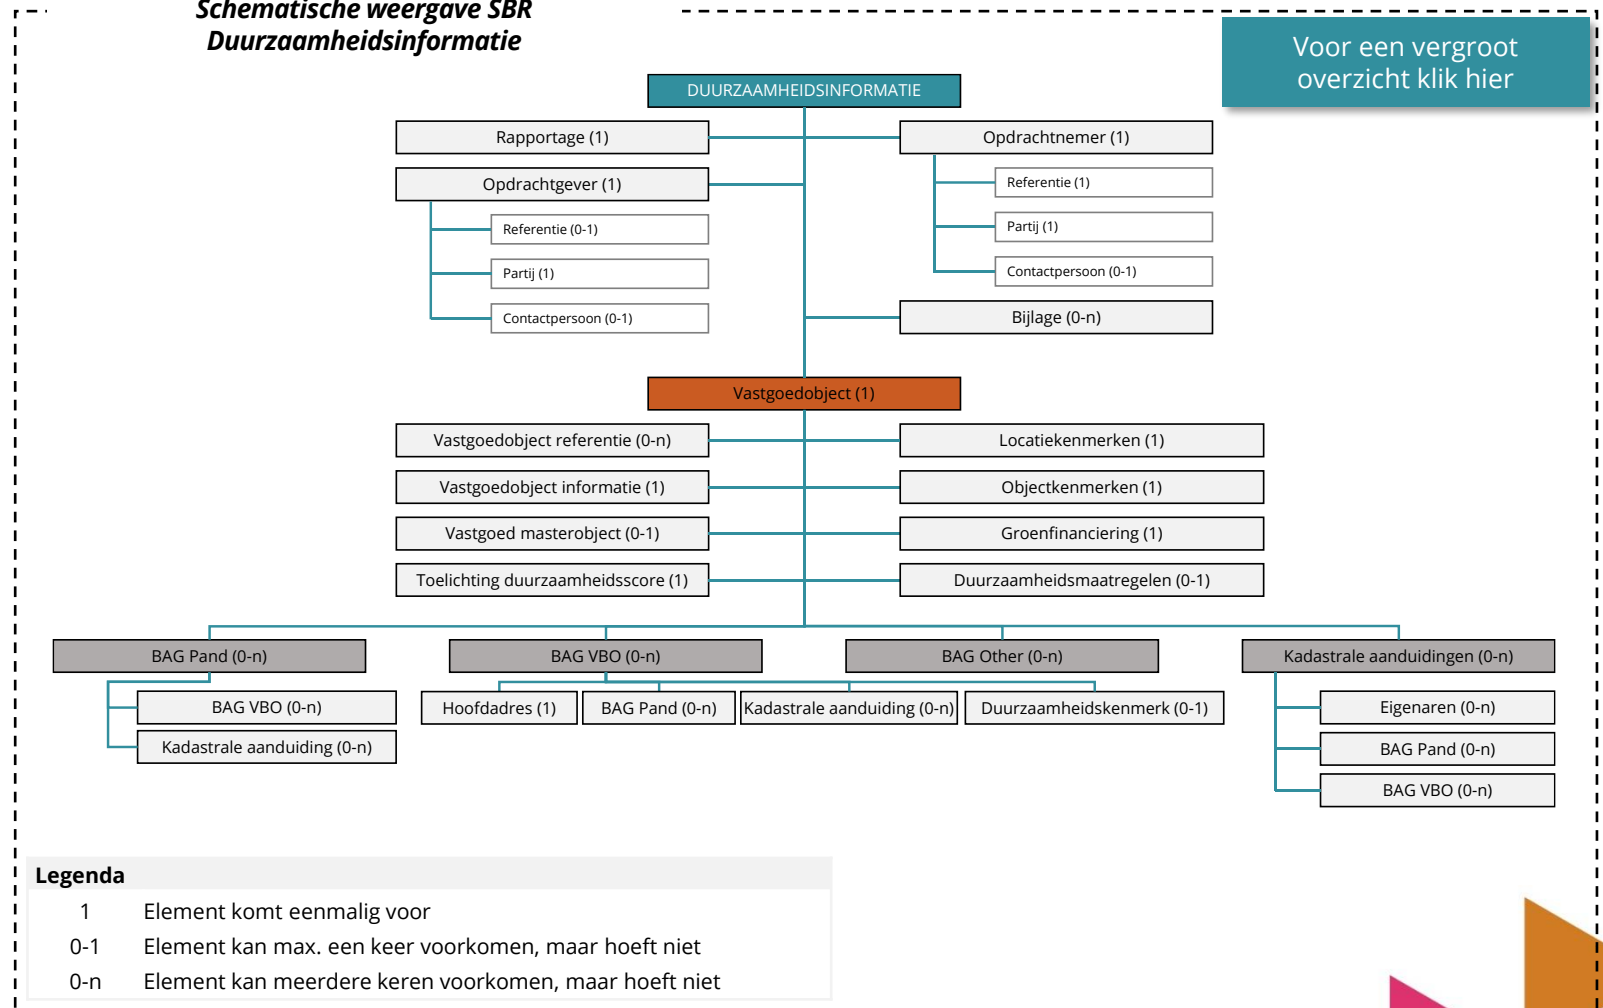 Schematische weergave SBR
Duurzaamheidsinformatie
Voor een vergroot
overzicht klik hier
DUURZAAMHEIDSINFORMATIE
Rapportage (1)
Opdrachtnemer (1)
Opdrachtgever (1)
Referentie (1)
Referentie (0-1)
Partij (1)
Partij (1)
Contactpersoon (0-1)
Contactpersoon (0-1)
Bijlage (0-n)
Vastgoedobject (1)
Vastgoedobject referentie (0-n)
Locatiekenmerken (1)
Vastgoedobject informatie (1)
Objectkenmerken (1)
Vastgoed masterobject (0-1)
Groenfinanciering (1)
Toelichting duurzaamheidsscore (1)
Duurzaamheidsmaatregelen (0-1)
BAG Pand (0-n)
BAG VBO (0-n)
BAG Other (0-n)
Kadastrale aanduidingen (0-n)
BAG VBO (0-n)
Kadastrale aanduiding (0-n)
Hoofdadres (1)
BAG Pand (0-n)
Kadastrale aanduiding (0-n)
Duurzaamheidskenmerk (0-1)
Eigenaren (0-n)
BAG Pand (0-n)
BAG VBO (0-n)
Legenda
1 Element komt eenmalig voor
0-1 Element kan max. een keer voorkomen, maar hoeft niet
0-n Element kan meerdere keren voorkomen, maar hoeft niet